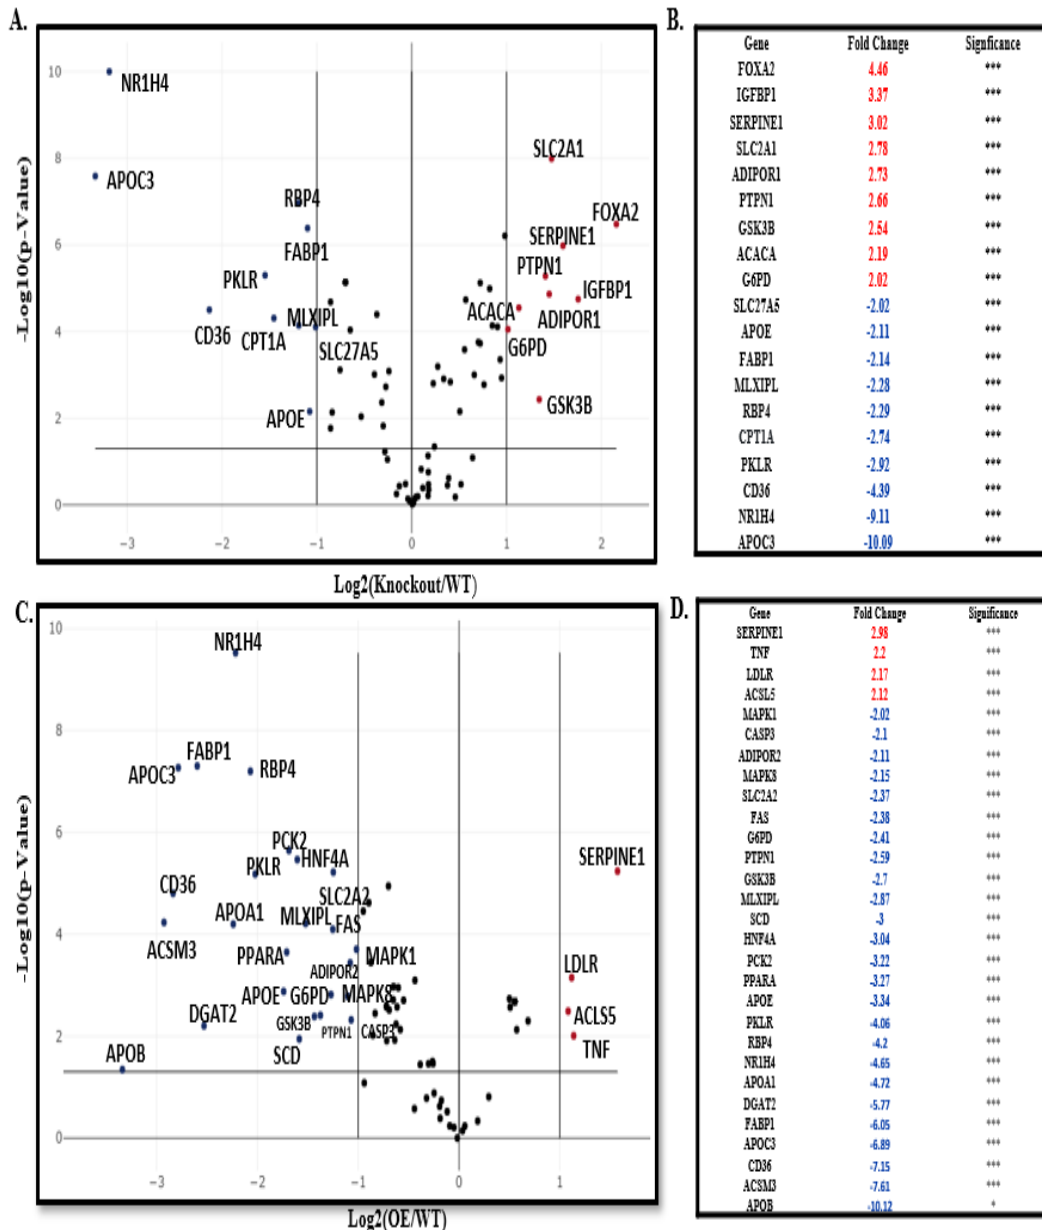 A.
B.
-Log10(p-Value)
10
8
6
4
2
0
NR1H4
APOC3
SLC2A1
RBP4
FOXA2
FABP1
SERPINE1
PKLR
PTPN1
IGFBP1
CD36
CPT1A
MLXIPL
ACACA
ADIPOR1
SLC27A5
G6PD
GSK3B
APOE
−3 −2 −1 0 1 2
Log2(Knockout/WT)
Gene Fold Change Signficance
FOXA2 4.46 ***
IGFBP1 3.37 ***
SERPINE1 3.02 ***
SLC2A1 2.78 ***
ADIPOR1 2.73 ***
PTPN1 2.66 ***
GSK3B 2.54 ***
ACACA 2.19 ***
G6PD 2.02 ***
SLC27A5 -2.02 ***
APOE -2.11 ***
FABP1 -2.14 ***
MLXIPL -2.28 ***
RBP4 -2.29 ***
CPT1A -2.74 ***
PKLR -2.92 ***
CD36 -4.39 ***
NR1H4 -9.11 ***
APOC3 -10.09 ***
C.
D.
-Log10(p-Value)
10
8
6
4
2
0
NR1H4
FABP1
APOC3
RBP4
PCK2
HNF4A
PKLR
SERPINE1
CD36
SLC2A2
APOA1
MLXIPL
FAS
ACSM3
PPARA
MAPK1
LDLR
ADIPOR2
APOE
G6PD
MAPK8
DGAT2
GSK3B
PTPN1
CASP3
ACLS5
SCD
TNF
APOB
−3 −2 −1 0 1
Log2(OE/WT)
Gene Fold Change Significance
SERPINE1 2.98 ***
TNF 2.2 ***
LDLR 2.17 ***
ACSL5 2.12 ***
MAPK1 -2.02 ***
CASP3 -2.1 ***
ADIPOR2 -2.11 ***
MAPK8 -2.15 ***
SLC2A2 -2.37 ***
FAS -2.38 ***
G6PD -2.41 ***
PTPN1 -2.59 ***
GSK3B -2.7 ***
MLXIPL -2.87 ***
SCD -3 ***
HNF4A -3.04 ***
PCK2 -3.22 ***
PPARA -3.27 ***
APOE -3.34 ***
PKLR -4.06 ***
RBP4 -4.2 ***
NR1H4 -4.65 ***
APOA1 -4.72 ***
DGAT2 -5.77 ***
FABP1 -6.05 ***
APOC3 -6.89 ***
CD36 -7.15 ***
ACSM3 -7.61 ***
APOB -10.12 *